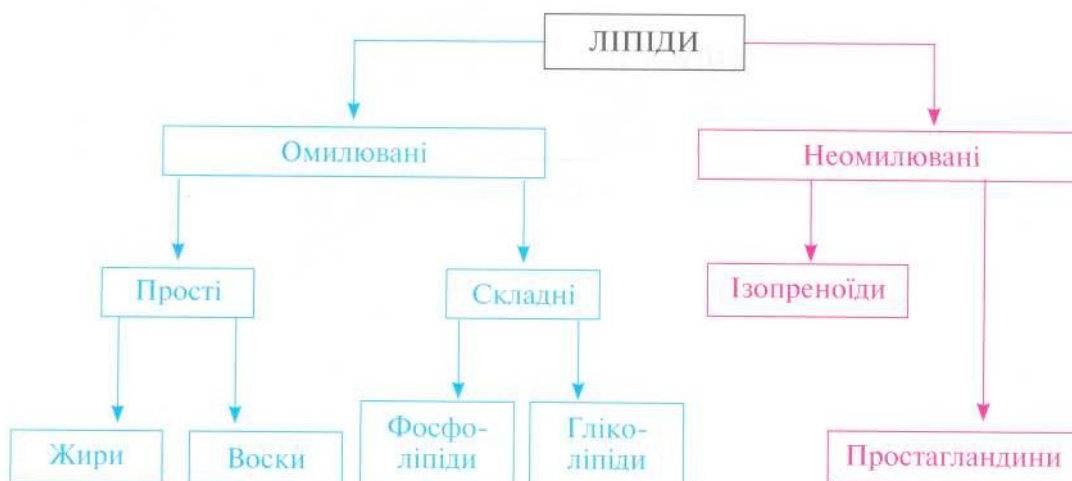 ЛІПІДИ
Омилювані
Неомилювані
Прості
Складні
Ізопреноїди
Жири
Воски
Фосфо-
ліпіди
Гліко-
ліпіди
Простагландини